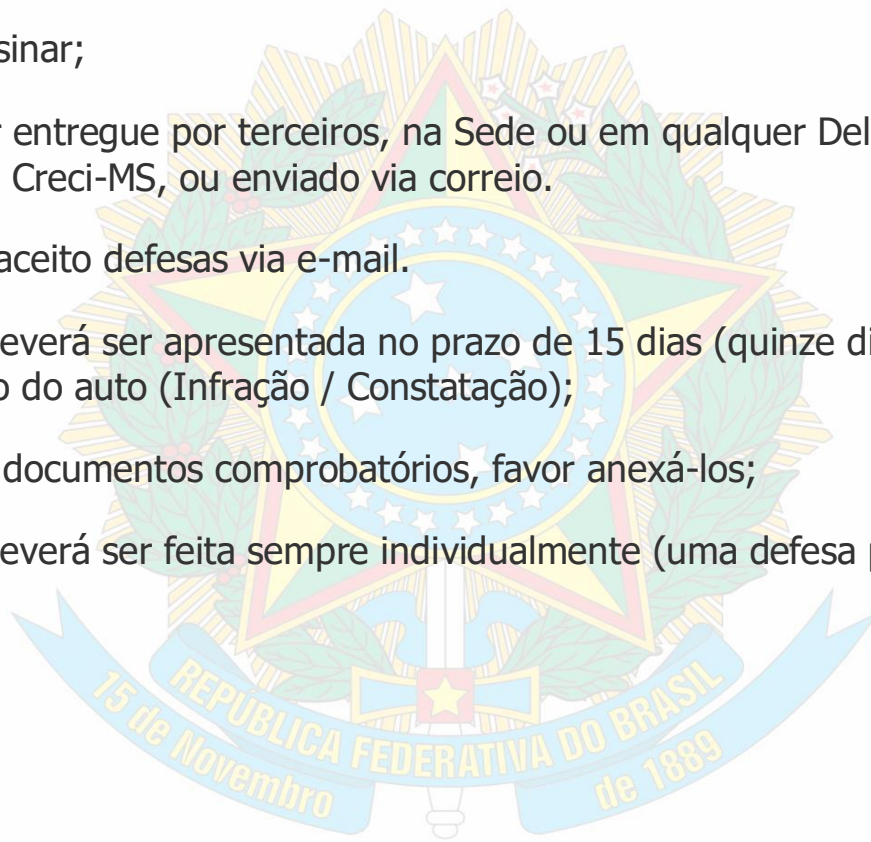 sinar;
r entregue por terceiros, na Sede ou em qualquer Del
Creci-MS, ou enviado via correio.
aceito defesas via e-mail.
everá ser apresentada no prazo de 15 dias (quinze di
o do auto (Infração / Constatação);
documentos comprobatórios, favor anexá-los;
everá ser feita sempre individualmente (uma defesa p
REPÚBLICA FEDERATIVA DO BRASIL
15 de Novembro
de 1889